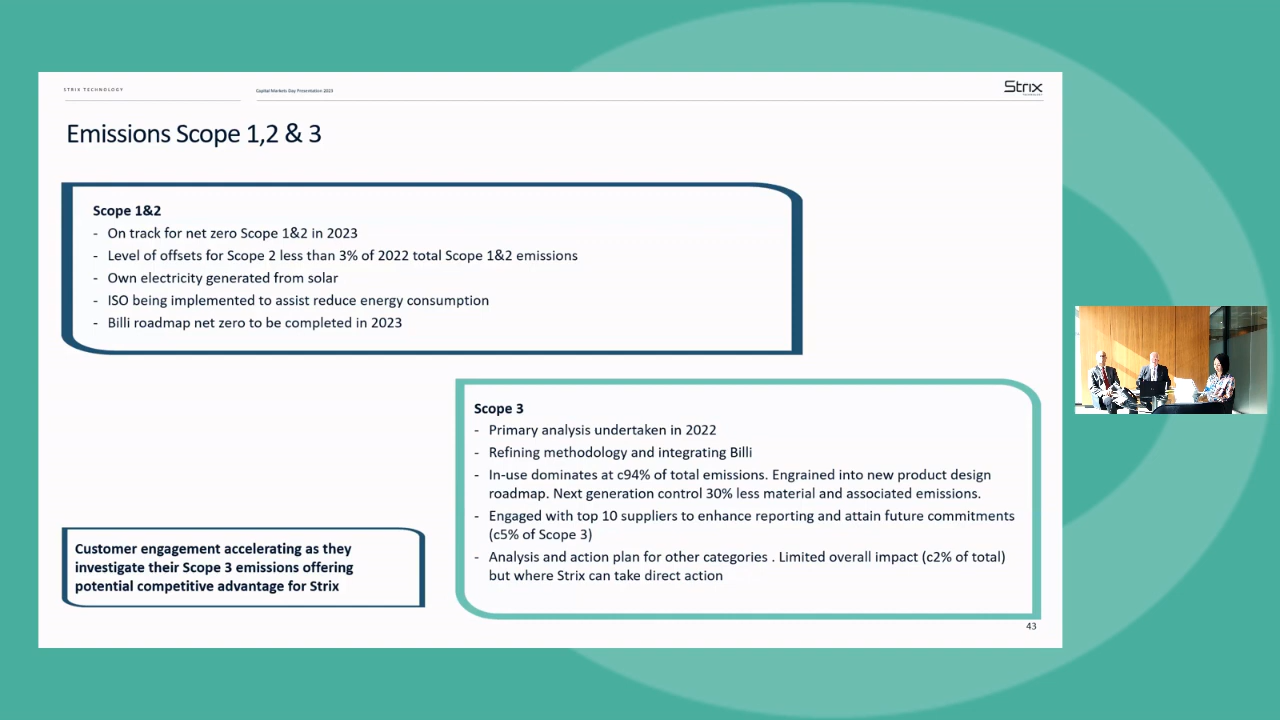 STRIX TECHNOLOGY
Capital Markets Day Presentation 2023
Strix
TECHNOLOGY
Emissions Scope 1,2 & 3
Scope 1&2
- On track for net zero Scope 1&2 in 2023
- Level of offsets for Scope 2 less than 3% of 2022 total Scope 1&2 emissions
- Own electricity generated from solar
- ISO being implemented to assist reduce energy consumption
- Billi roadmap net zero to be completed in 2023
Scope 3
- Primary analysis undertaken in 2022
- Refining methodology and integrating Billi
- In-use dominates at c94% of total emissions. Engrained into new product design
roadmap. Next generation control 30% less material and associated emissions.
- Engaged with top 10 suppliers to enhance reporting and attain future commitments
(c5% of Scope 3)
- Analysis and action plan for other categories . Limited overall impact (c2% of total)
but where Strix can take direct action
Customer engagement accelerating as they
investigate their Scope 3 emissions offering
potential competitive advantage for Strix
43